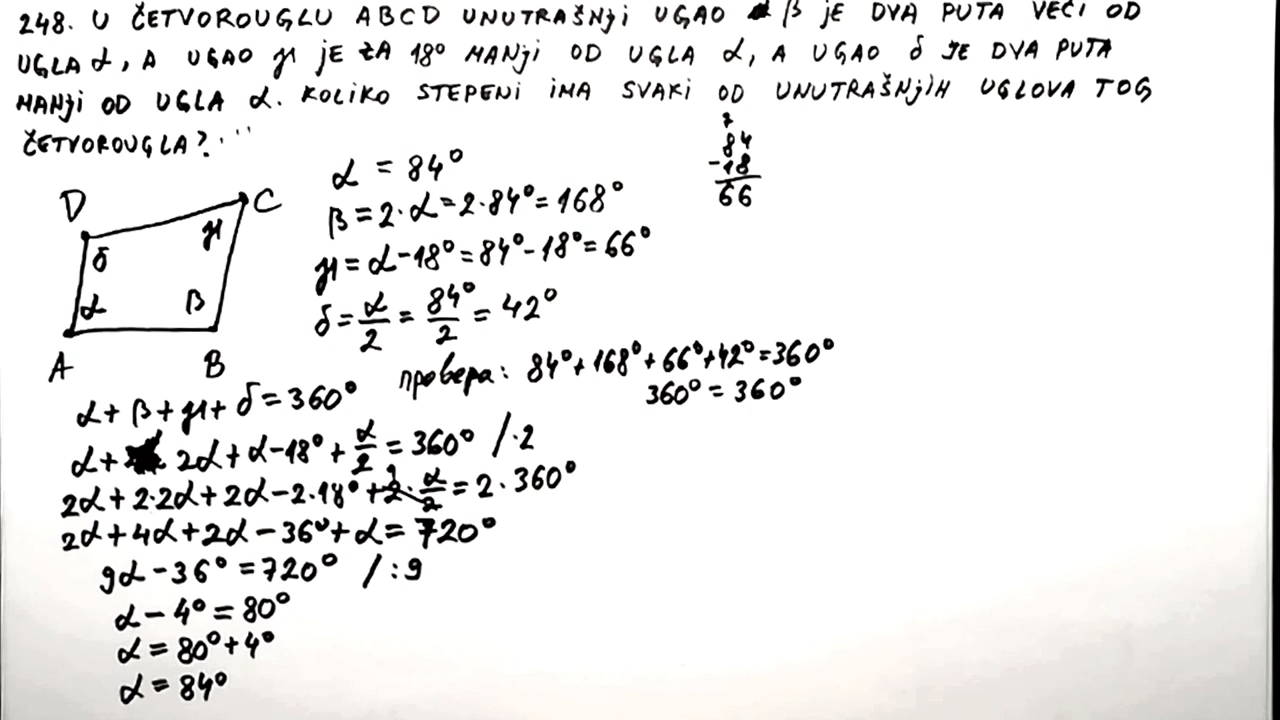 248. U ČETVOROUGLU ABCD UNUTRAŠNJI UGAO β JE DVA PUTA VEĆI OD
UGLA α, A UGAO γ JE ZA 18° MANJI OD UGLA α, A UGAO δ JE DVA PUTA
MANJI OD UGLA α. KOLIKO STEPENI IMA SVAKI OD UNUTRAŠNJIH UGLOVA TOG
ČETVOROUGLA?...
7
84
-18
66
D
C
δ
γ
α
β
A
B
α = 84°
β = 2·α = 2·84° = 168°
γ = α - 18° = 84° - 18° = 66°
δ = α/2 = 84°/2 = 42°
провера: 84° + 168° + 66° + 42° = 360°
360° = 360°
α + β + γ + δ = 360°
α + 2α + α - 18° + α/2 = 360° /·2
2α + 2·2α + 2α - 2·18° + 2·α/2 = 2·360°
2α + 4α + 2α - 36° + α = 720°
9α - 36° = 720° /:9
α - 4° = 80°
α = 80° + 4°
α = 84°